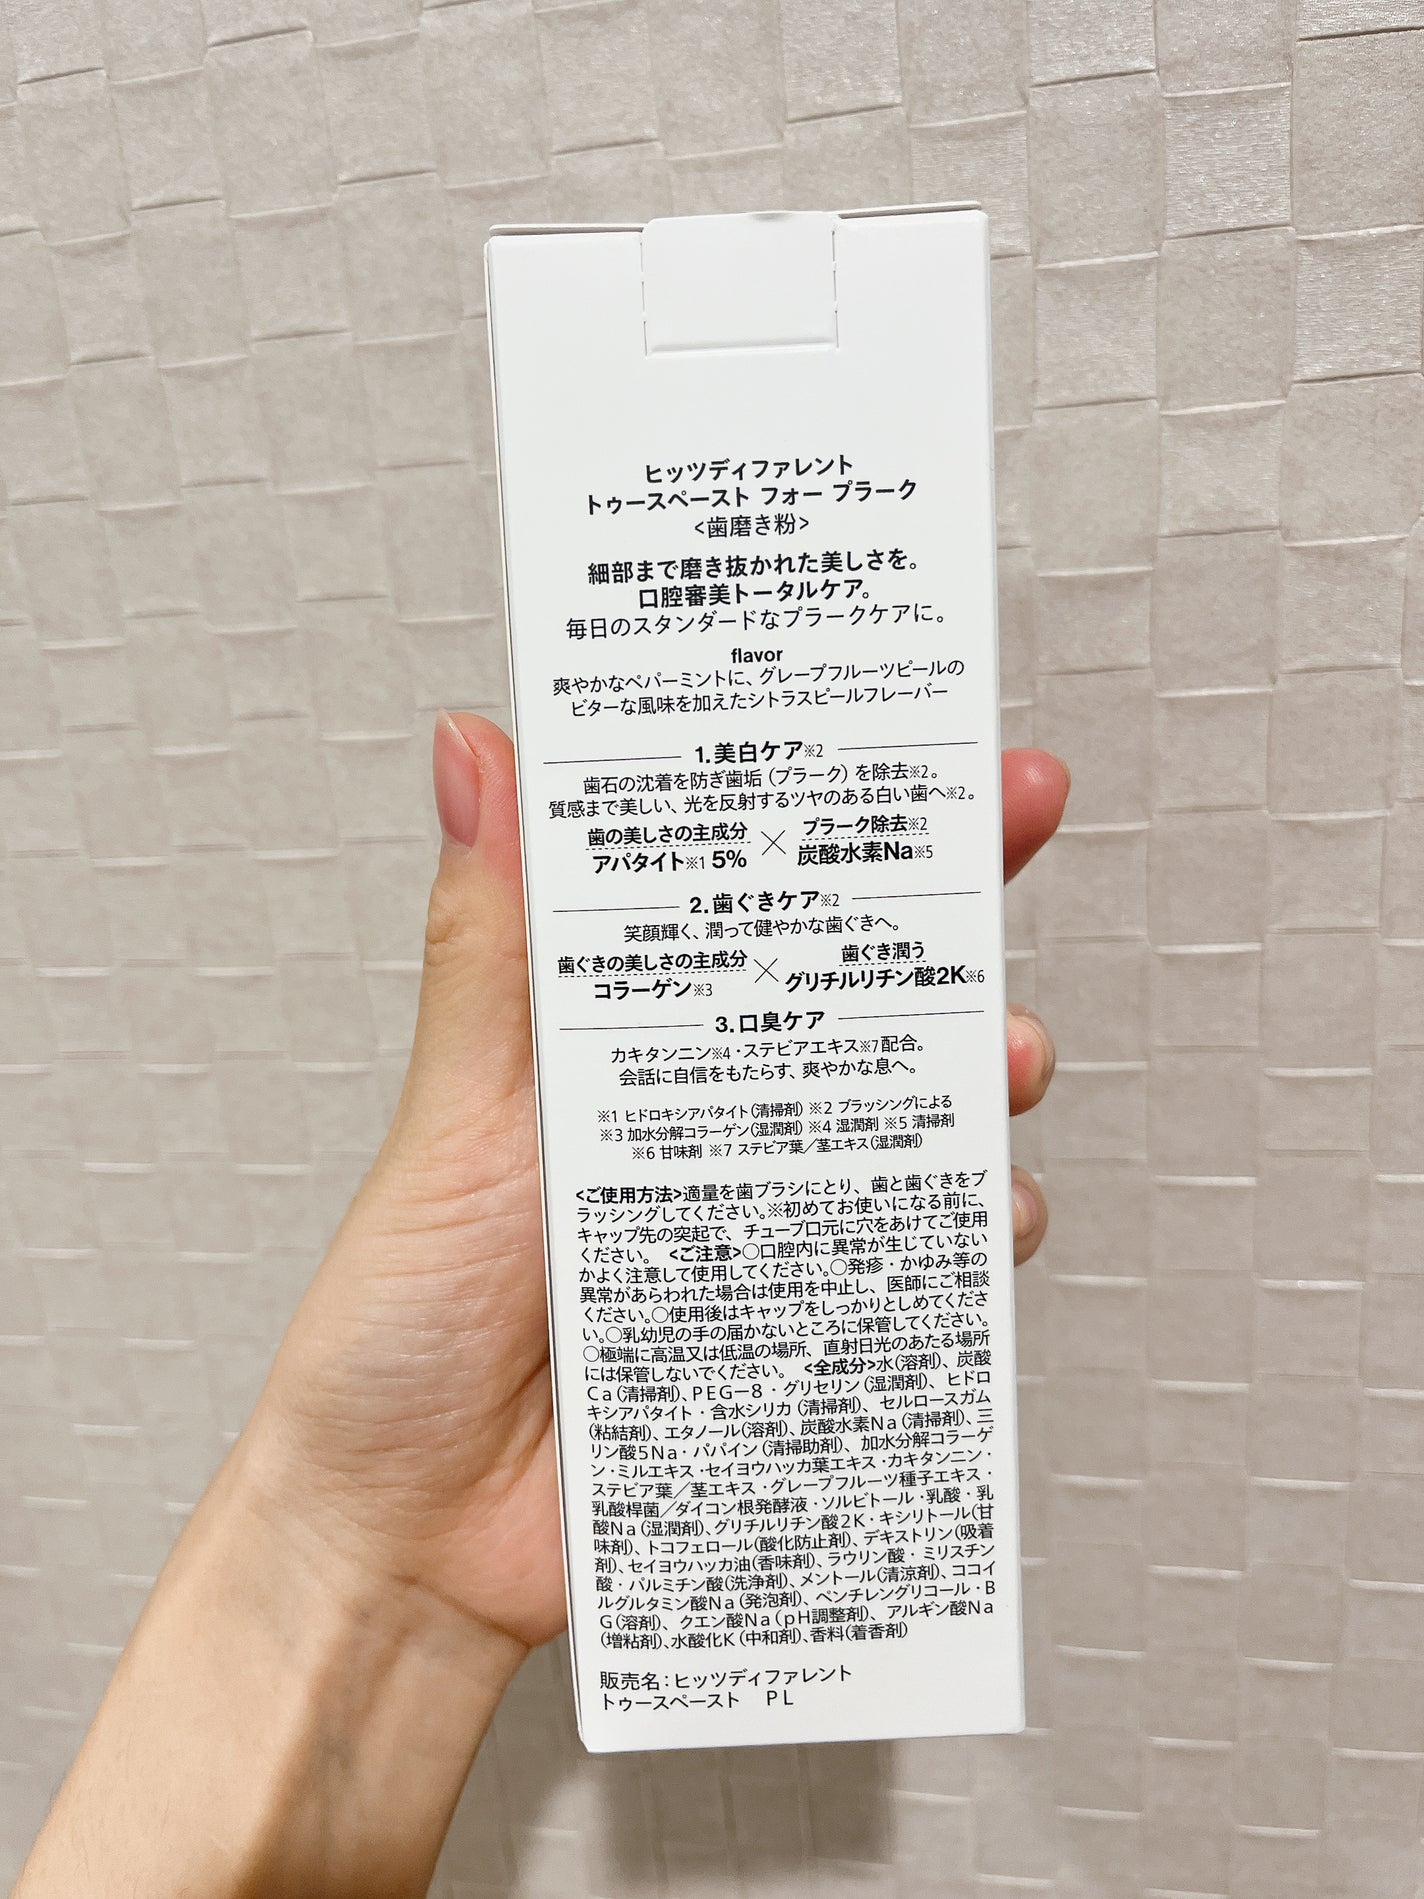 ヒッツディファレント
トゥースペースト フォー プラーク
<歯磨き粉>
細部まで磨き抜かれた美しさを。
口腔審美トータルケア。
毎日のスタンダードなプラークケアに。
flavor
爽やかなペパーミントに、グレープフルーツピールの
ビターな風味を加えたシトラスピールフレーバー
1.美白ケア※2
歯石の沈着を防ぎ歯垢（プラーク）を除去※2。
質感まで美しい、光を反射するツヤのある白い歯へ※2。
歯の美しさの主成分 × プラーク除去※2
アパタイト※1 5% 炭酸水素Na※5
2.歯ぐきケア※2
笑顔輝く、潤って健やかな歯ぐきへ。
歯ぐきの美しさの主成分 × 歯ぐき潤う
コラーゲン※3 グリチルリチン酸2K※6
3.口臭ケア
カキタンニン※4・ステビアエキス※7配合。
会話に自信をもたらす、爽やかな息へ。
※1 ヒドロキシアパタイト（清掃剤） ※2 ブラッシングによる
※3 加水分解コラーゲン（湿潤剤） ※4 湿潤剤 ※5 清掃剤
※6 甘味剤 ※7 ステビア葉／茎エキス（湿潤剤）
<ご使用方法>適量を歯ブラシにとり、歯と歯ぐきをブ
ラッシングしてください。※初めてお使いになる前に、
キャップ先の突起で、チューブ口元に穴をあけてご使用
ください。 <ご注意>○口腔内に異常が生じていない
かよく注意して使用してください。○発疹・かゆみ等の
異常があらわれた場合は使用を中止し、医師にご相談
ください。○使用後はキャップをしっかりとしめてくださ
い。○乳幼児の手の届かないところに保管してください。
○極端に高温又は低温の場所、直射日光のあたる場所
には保管しないでください。 <全成分>水（溶剤）、炭酸
Ca（清掃剤）、PEG－8・グリセリン（湿潤剤）、ヒドロ
キシアパタイト・含水シリカ（清掃剤）、セルロースガム
（粘結剤）、エタノール（溶剤）、炭酸水素Na（清掃剤）、三
リン酸5Na・パパイン（清掃助剤）、加水分解コラーゲ
ン・ミルエキス・セイヨウハッカ葉エキス・カキタンニン・
ステビア葉／茎エキス・グレープフルーツ種子エキス・
乳酸桿菌／ダイコン根発酵液・ソルビトール・乳酸・乳
酸Na（湿潤剤）、グリチルリチン酸2K・キシリトール（甘
味剤）、トコフェロール（酸化防止剤）、デキストリン（吸着
剤）、セイヨウハッカ油（香味剤）、ラウリン酸・ミリスチン
酸・パルミチン酸（洗浄剤）、メントール（清涼剤）、ココイ
ルグルタミン酸Na（発泡剤）、ペンチレングリコール・B
G（溶剤）、クエン酸Na（pH調整剤）、アルギン酸Na
（増粘剤）、水酸化K（中和剤）、香料（着香剤）
販売名：ヒッツディファレント
トゥースペースト PL